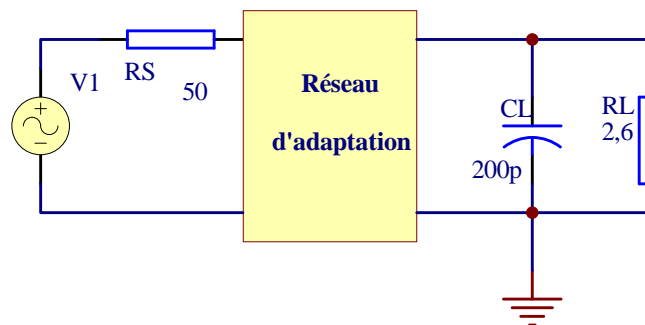 V1
+
−
RS
50
Réseau
d'adaptation
CL
200p
RL
2,6